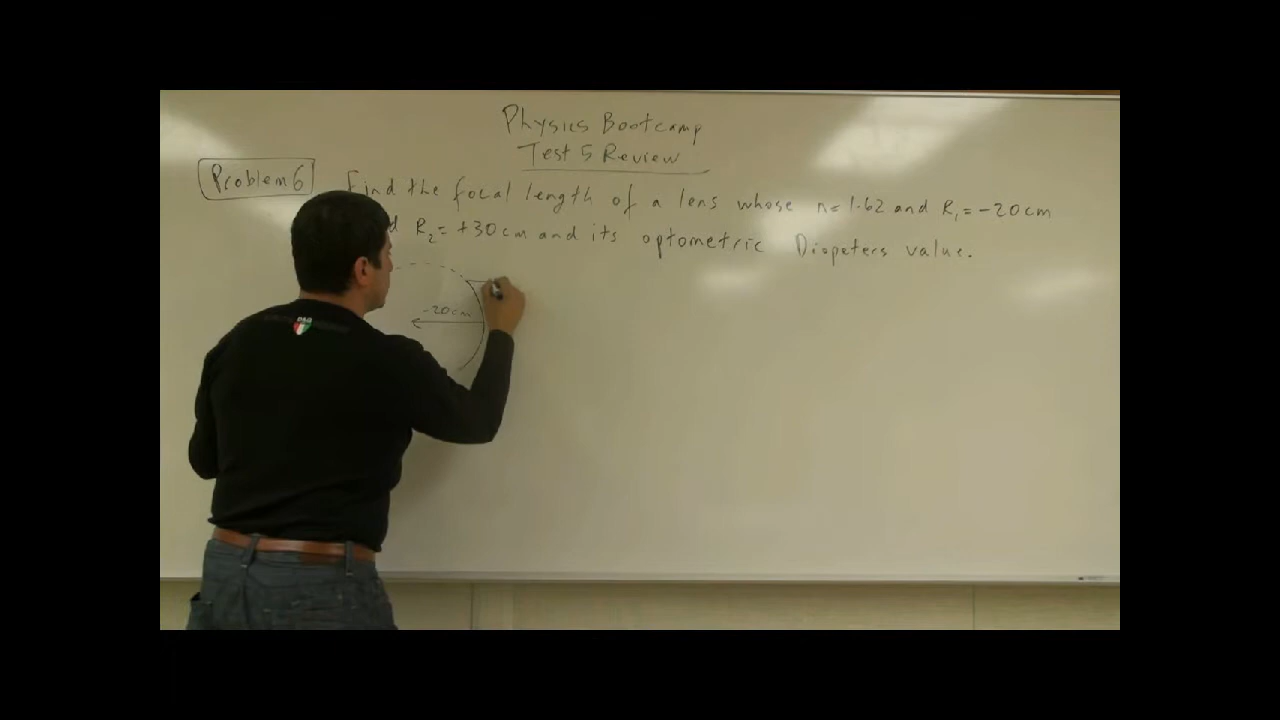 Physics Bootcamp
Test 5 Review
Problem 6 Find the focal length of a lens whose n=1.62 and R₁=-20cm
R₂=+30cm and its optometric Diopeters value.
-20cm